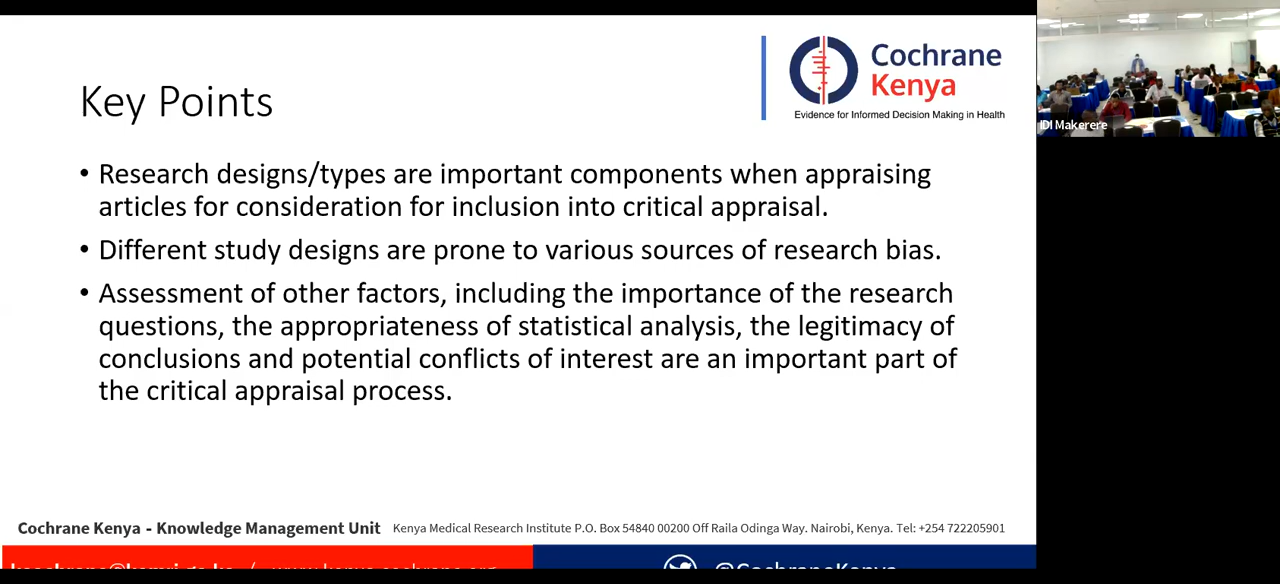 Key Points
Cochrane
Kenya
Evidence for Informed Decision Making in Health
IDI Makerere
• Research designs/types are important components when appraising
articles for consideration for inclusion into critical appraisal.
• Different study designs are prone to various sources of research bias.
• Assessment of other factors, including the importance of the research
questions, the appropriateness of statistical analysis, the legitimacy of
conclusions and potential conflicts of interest are an important part of
the critical appraisal process.
Cochrane Kenya - Knowledge Management Unit Kenya Medical Research Institute P.O. Box 54840 00200 Off Raila Odinga Way. Nairobi, Kenya. Tel: +254 722205901
/ www.kenya.cochrane.org
@CochraneKenya